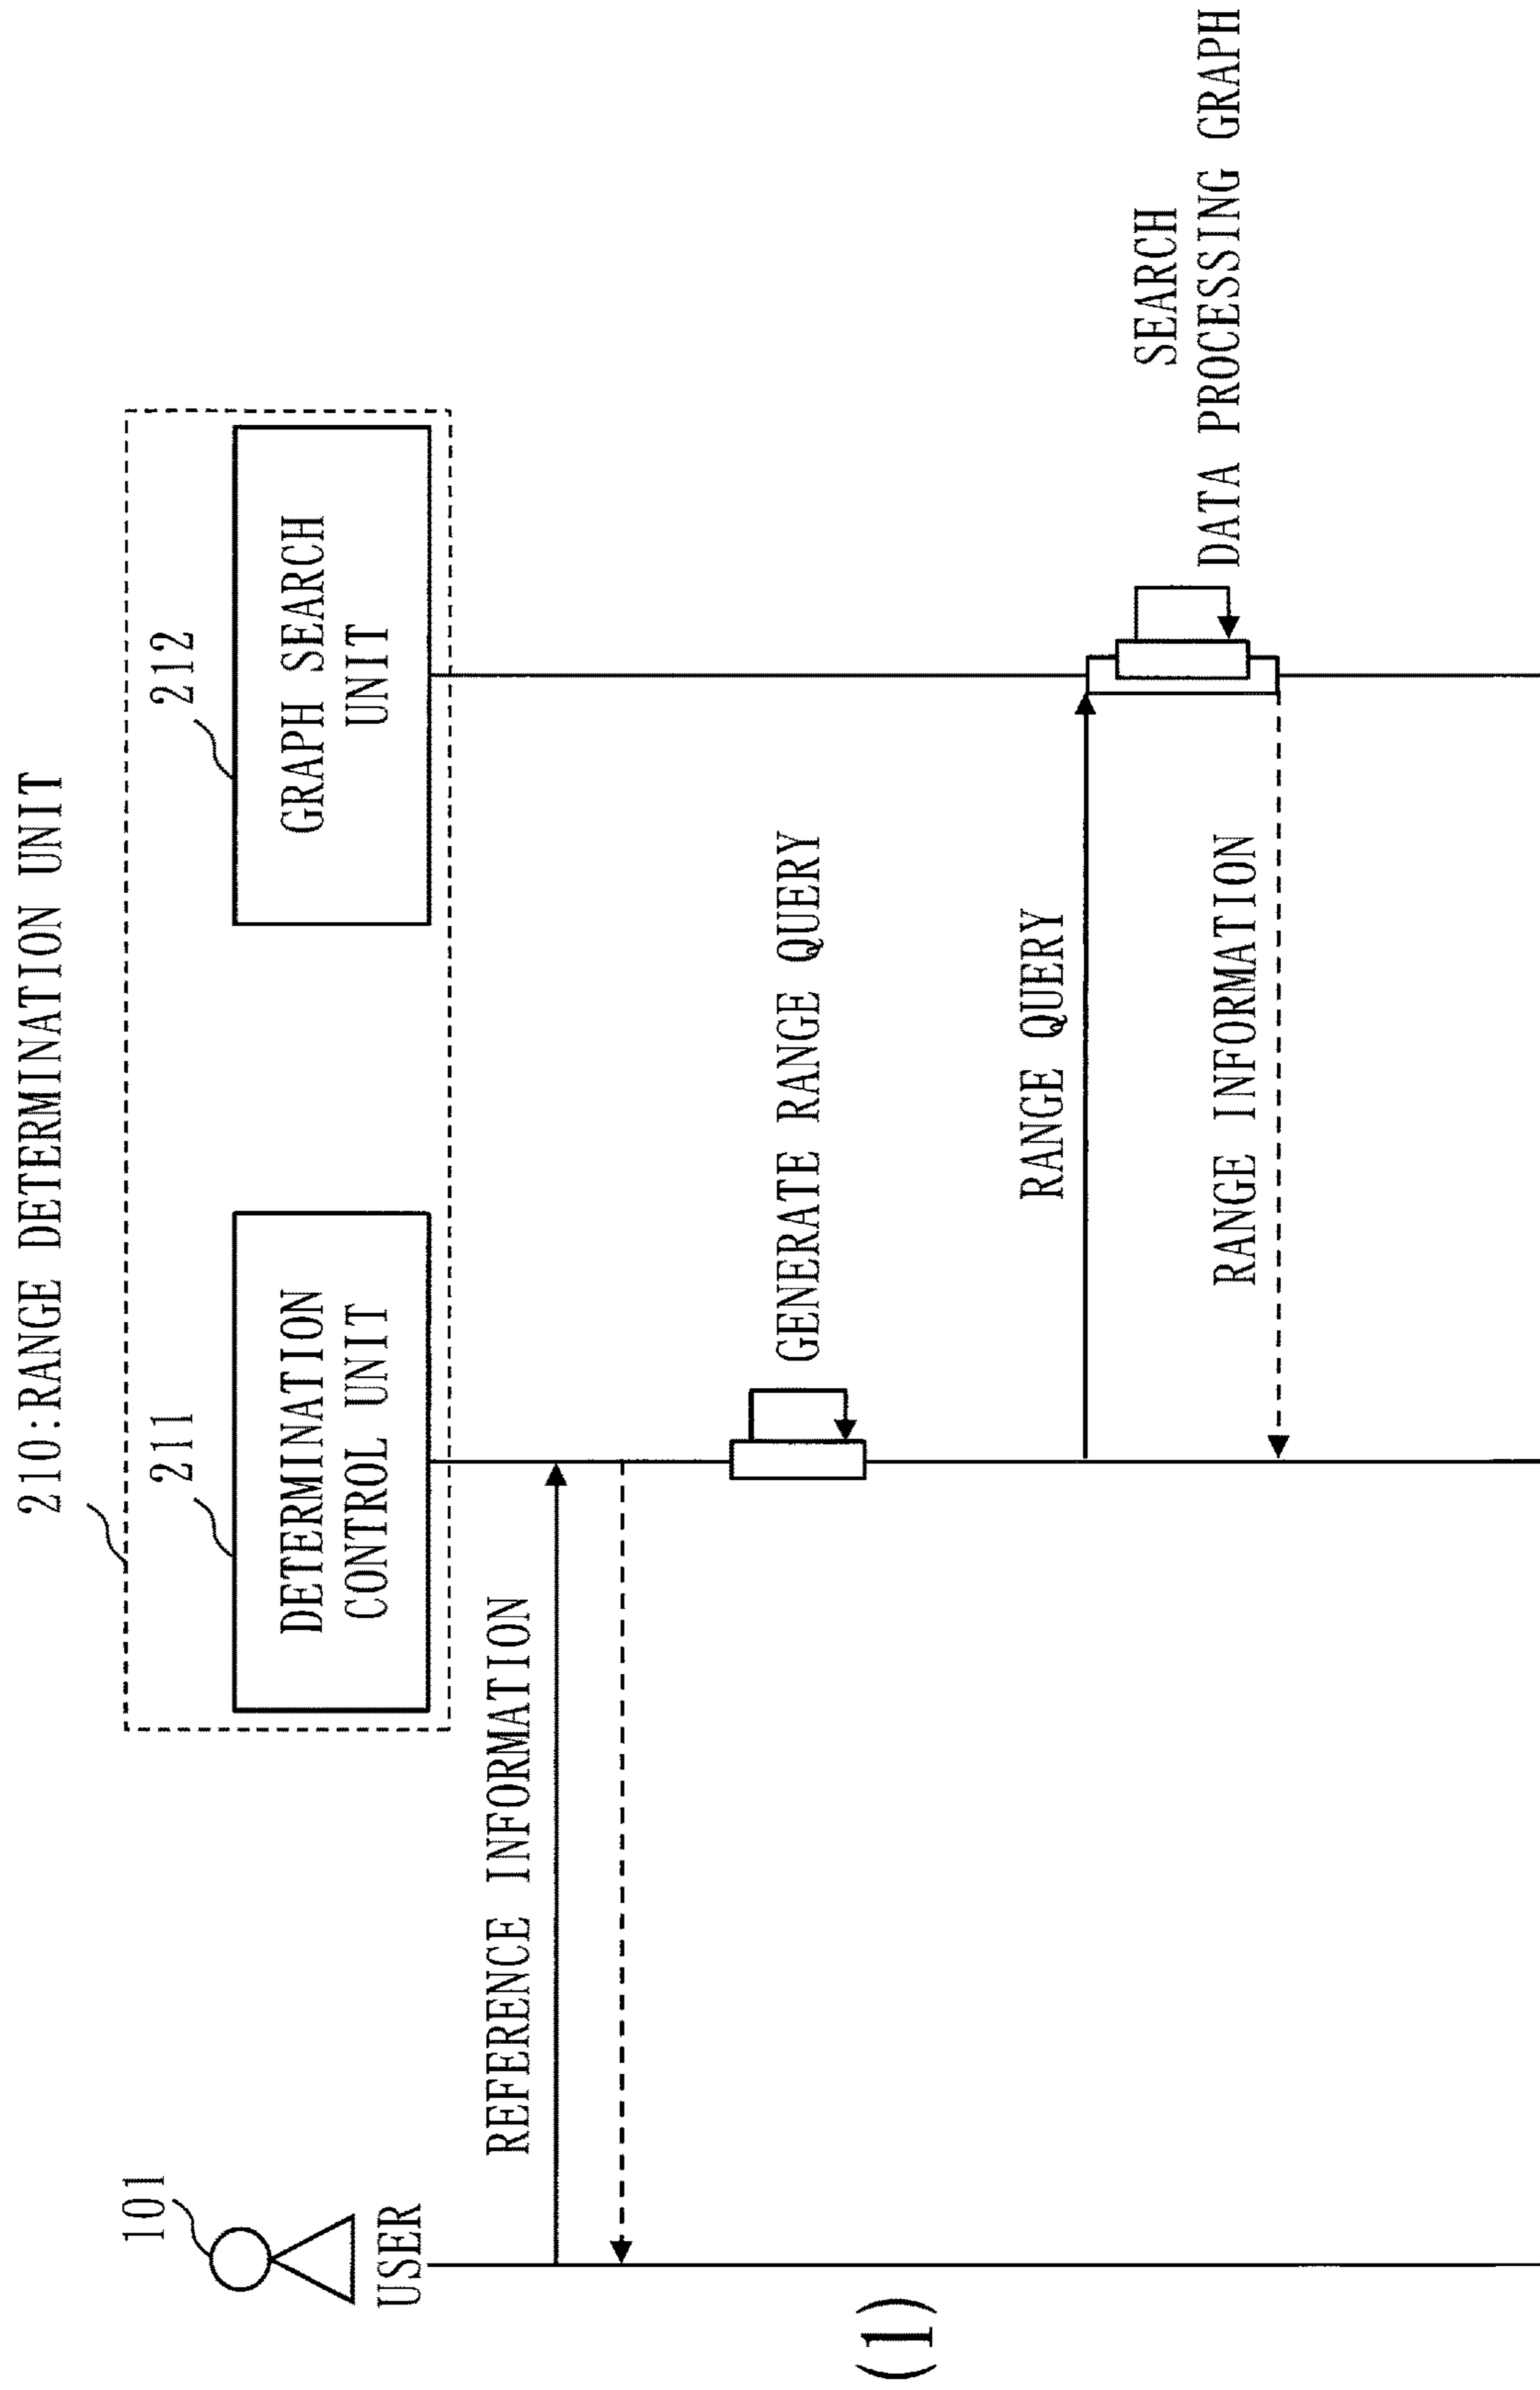 210:RANGE DETERMINATION UNIT
101
211
212
USER
DETERMINATION
CONTROL UNIT
GRAPH SEARCH
UNIT
REFERENCE INFORMATION
GENERATE RANGE QUERY
(1)
RANGE QUERY
SEARCH
DATA PROCESSING GRAPH
RANGE INFORMATION